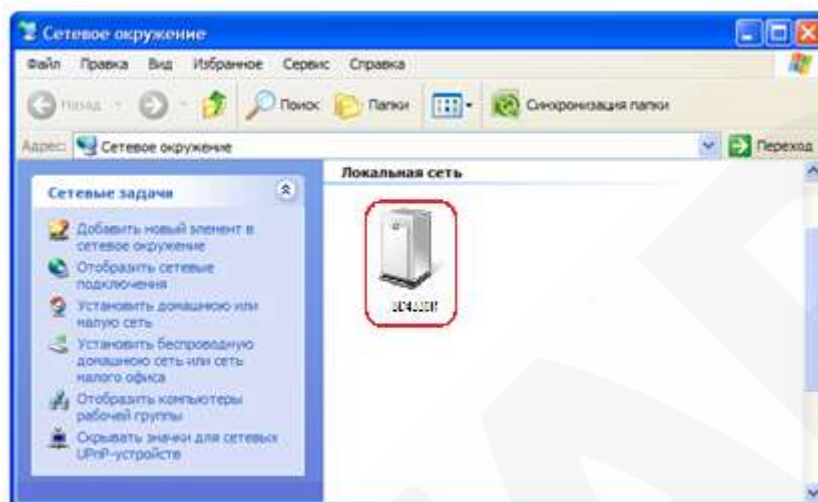 Сетевое окружение
Файл Правка Вид Избранное Сервис Справка
Назад Поиск Папки Синхронизация папки
Адрес: Сетевое окружение Переход
Локальная сеть
Сетевые задачи
Добавить новый элемент в
сетевое окружение
Отобразить сетевые
подключения
Установить домашнюю или
малую сеть
Установить беспроводную
домашнюю сеть или сеть
малого офиса
Отобразить компьютеры
рабочей группы
Скрывать значки для сетевых
UPnP-устройств